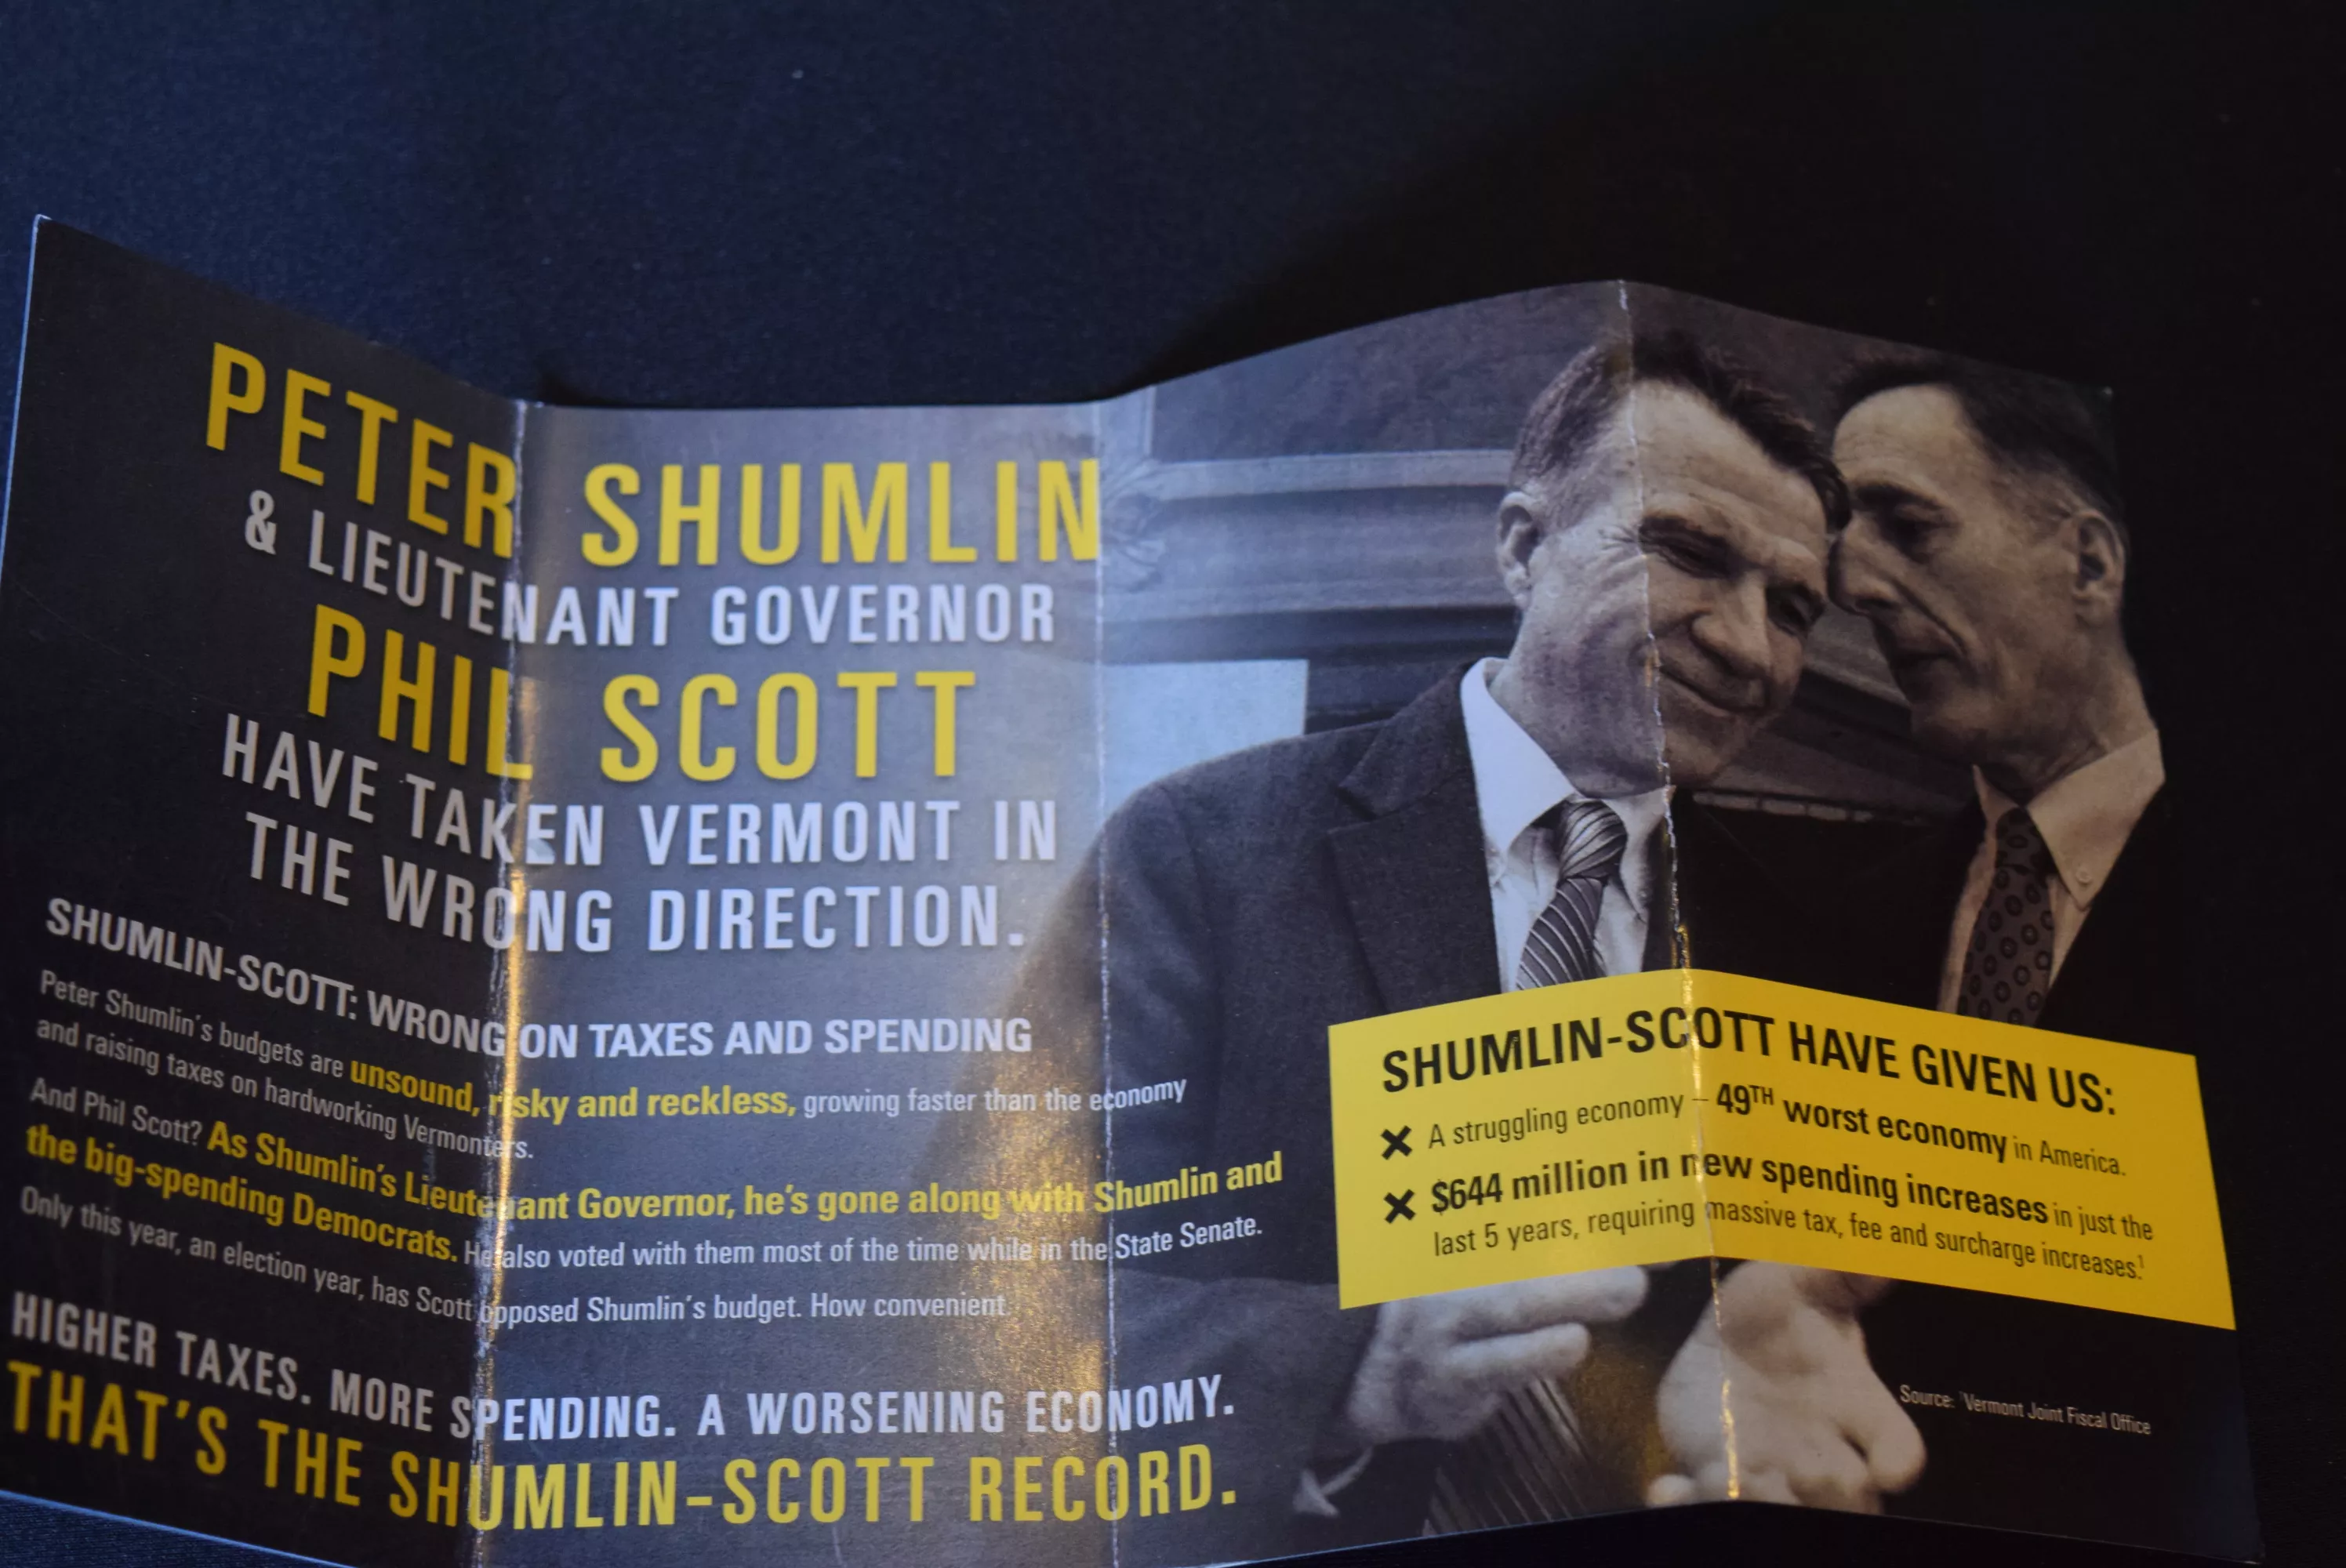 PETER SHUMLIN
& LIEUTENANT GOVERNOR
PHIL SCOTT
HAVE TAKEN VERMONT IN
THE WRONG DIRECTION.
SHUMLIN-SCOTT: WRONG ON TAXES AND SPENDING
Peter Shumlin's budgets are unsound, risky and reckless, growing faster than the economy
and raising taxes on hardworking Vermonters.
And Phil Scott? As Shumlin's Lieutenant Governor, he's gone along with Shumlin and
the big-spending Democrats. He also voted with them most of the time while in the State Senate.
Only this year, an election year, has Scott opposed Shumlin's budget. How convenient.
HIGHER TAXES. MORE SPENDING. A WORSENING ECONOMY.
THAT'S THE SHUMLIN-SCOTT RECORD.
SHUMLIN-SCOTT HAVE GIVEN US:
✕ A struggling economy – 49TH worst economy in America.
✕ $644 million in new spending increases in just the
last 5 years, requiring massive tax, fee and surcharge increases.¹
Source: ¹Vermont Joint Fiscal Office